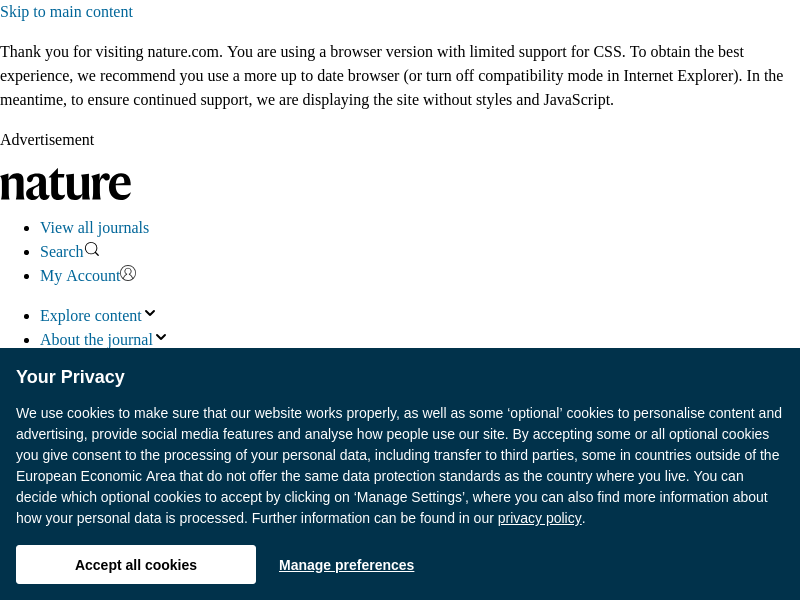 Skip to main content
Thank you for visiting nature.com. You are using a browser version with limited support for CSS. To obtain the best
experience, we recommend you use a more up to date browser (or turn off compatibility mode in Internet Explorer). In the
meantime, to ensure continued support, we are displaying the site without styles and JavaScript.
Advertisement
nature
View all journals
Search
My Account
Explore content
About the journal
Your Privacy
We use cookies to make sure that our website works properly, as well as some ‘optional’ cookies to personalise content and
advertising, provide social media features and analyse how people use our site. By accepting some or all optional cookies
you give consent to the processing of your personal data, including transfer to third parties, some in countries outside of the
European Economic Area that do not offer the same data protection standards as the country where you live. You can
decide which optional cookies to accept by clicking on ‘Manage Settings’, where you can also find more information about
how your personal data is processed. Further information can be found in our privacy policy.
Accept all cookies
Manage preferences